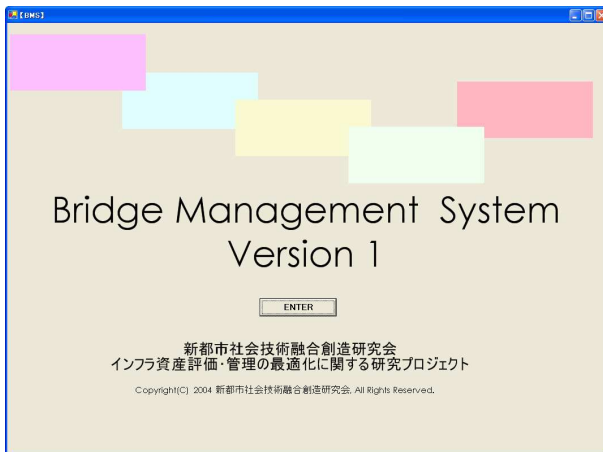 【BMS】
Bridge Management System
Version 1
ENTER
新都市社会技術融合創造研究会
インフラ資産評価・管理の最適化に関する研究プロジェクト
Copyright(C) 2004 新都市社会技術融合創造研究会, All Rights Reserved.